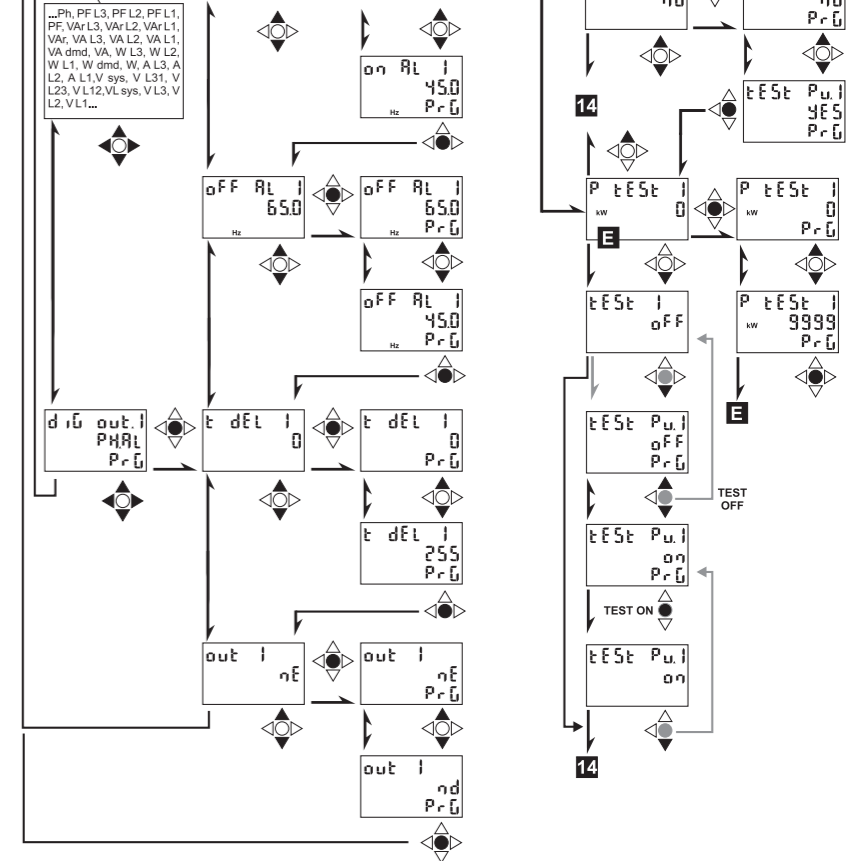 ...Ph, PF L3, PF L2, PF L1,
PF, VAr L3, VAr L2, VAr L1,
VAr, VA L3, VA L2, VA L1,
VA dmd, VA, W L3, W L2,
W L1, W dmd, W, A L3, A
L2, A L1,V sys, V L31, V
L23, V L12,VL sys, V L3, V
L2, V L1...
on AL 1
45.0
Hz PrG
oFF AL 1
65.0
Hz
oFF AL 1
65.0
Hz PrG
oFF AL 1
45.0
Hz PrG
diG out.1
PH.AL
PrG
t dEL 1
0
t dEL 1
0
PrG
t dEL 1
255
PrG
out 1
nE
out 1
nE
PrG
out 1
nd
PrG
PrG
14
tESt Pu.1
YES
PrG
P tESt 1
kW 0
E
P tESt 1
kW 0
PrG
tESt 1
oFF
P tESt 1
kW 9999
PrG
E
tESt Pu.1
oFF
PrG
TEST
OFF
tESt Pu.1
on
PrG
TEST ON
tESt Pu.1
on
14